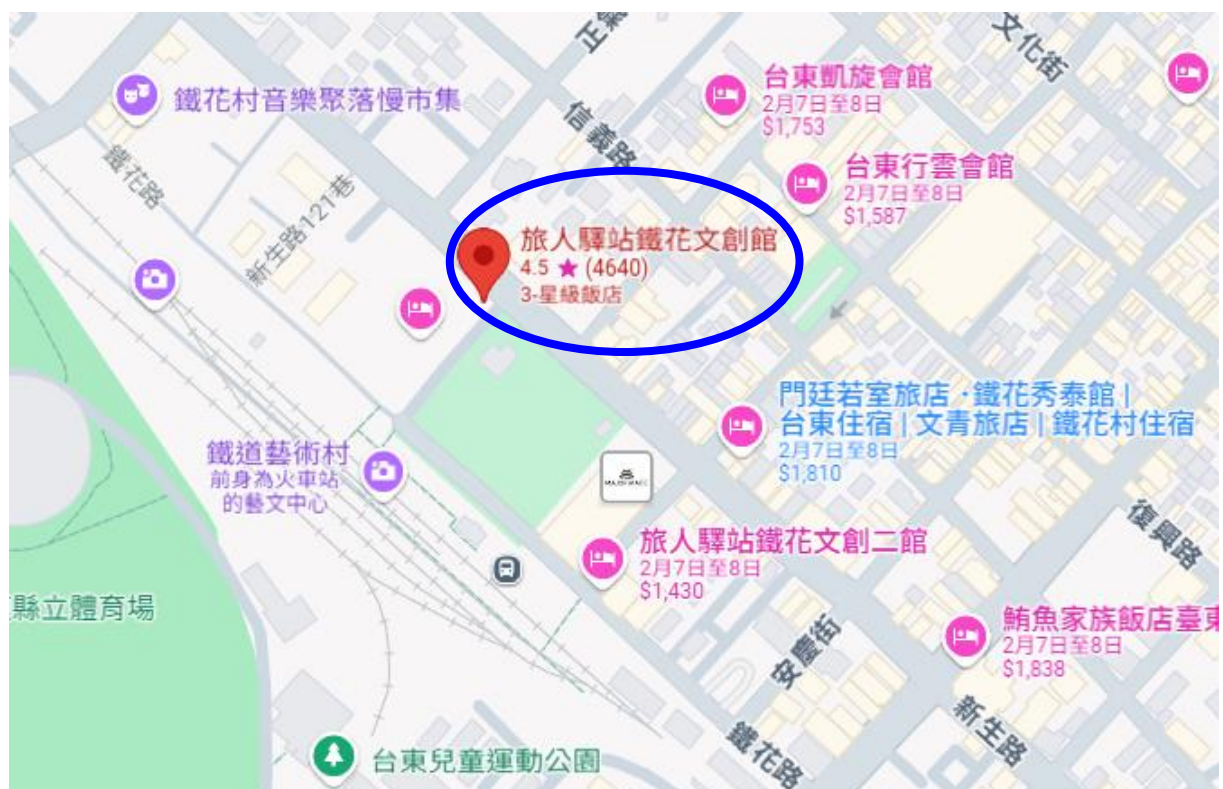 文化街
台東凱旋會館
2月7日至8日
$1,753
鐵花村音樂聚落慢市集
信義路
台東行雲會館
2月7日至8日
$1,587
鐵花路
新生路121巷
旅人驛站鐵花文創館
4.5 ★ (4640)
3-星級飯店
門廷若室旅店 · 鐵花秀泰館 |
台東住宿 | 文青旅店 | 鐵花村住宿
2月7日至8日
$1,810
鐵道藝術村
前身為火車站
的藝文中心
復興路
旅人驛站鐵花文創二館
2月7日至8日
$1,430
縣立體育場
鮪魚家族飯店臺東
2月7日至8日
$1,838
安慶街
新生路
鐵花路
台東兒童運動公園